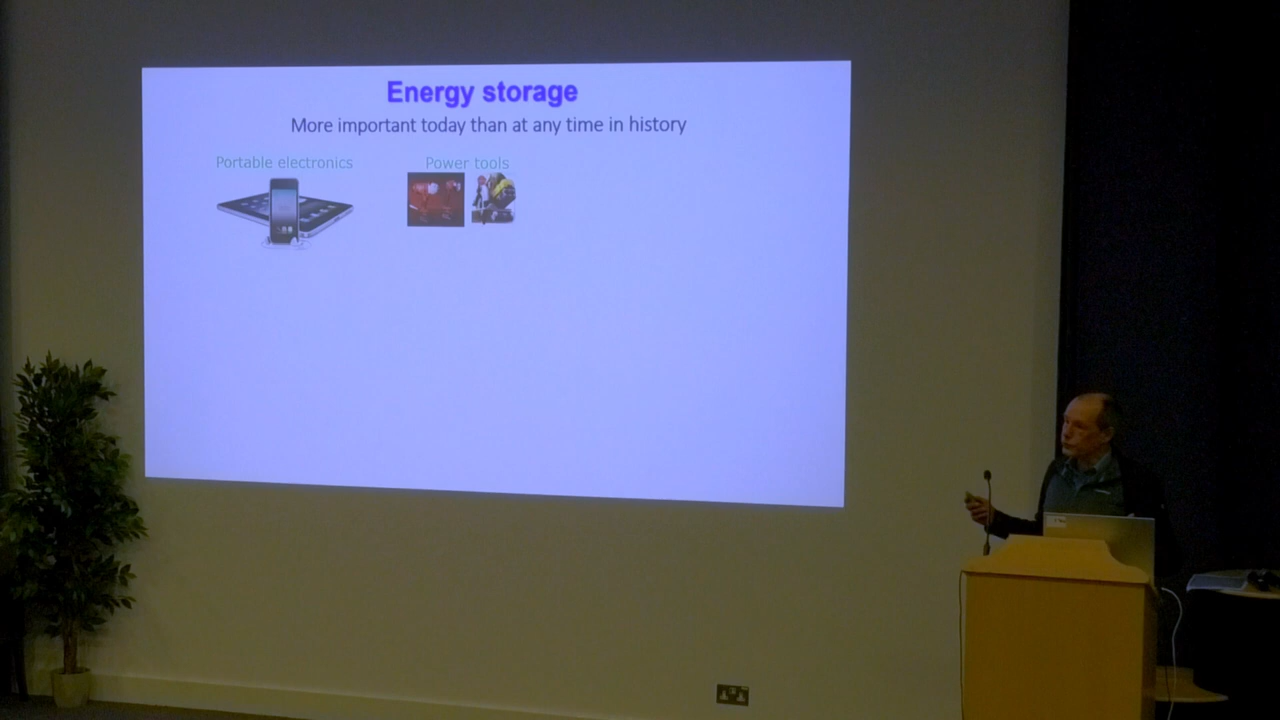 Energy storage
More important today than at any time in history
Portable electronics
Power tools